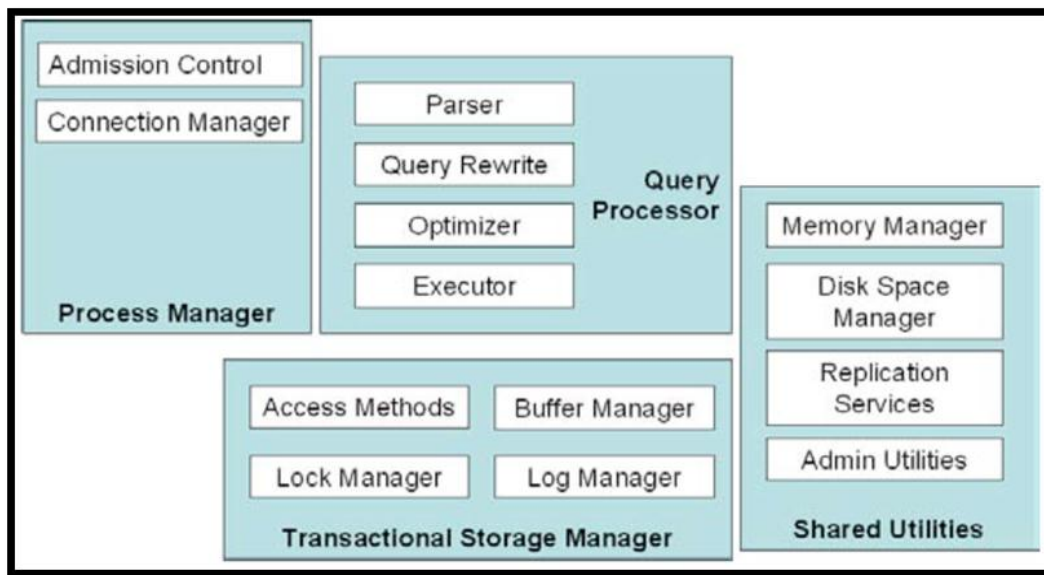 Admission Control
Connection Manager
Process Manager
Parser
Query Rewrite
Optimizer
Executor
Query
Processor
Memory Manager
Disk Space
Manager
Replication
Services
Admin Utilities
Shared Utilities
Access Methods
Buffer Manager
Lock Manager
Log Manager
Transactional Storage Manager